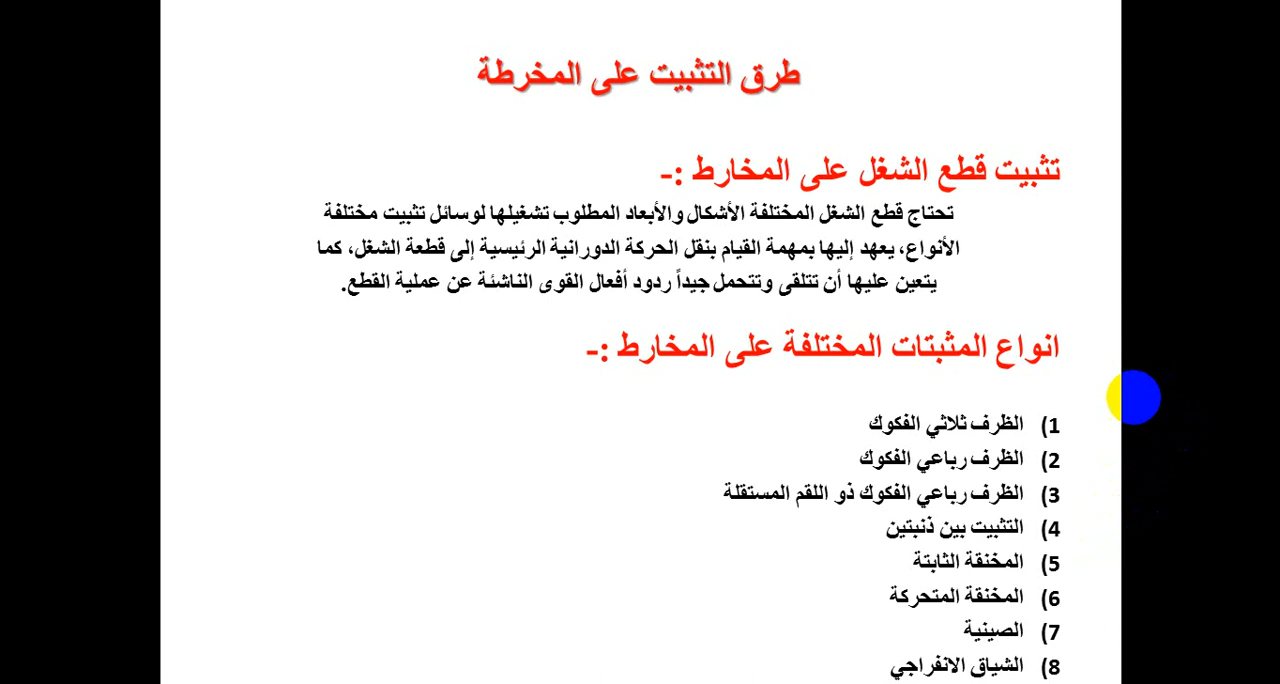 طرق التثبيت على المخرطة
تثبيت قطع الشغل على المخارط :-
تحتاج قطع الشغل المختلفة الأشكال والأبعاد المطلوب تشغيلها لوسائل تثبيت مختلفة
الأنواع، يعهد إليها بمهمة القيام بنقل الحركة الدورانية الرئيسية إلى قطعة الشغل، كما
يتعين عليها أن تتلقى وتتحمل جيداً ردود أفعال القوى الناشئة عن عملية القطع.
انواع المثبتات المختلفة على المخارط :-
1) الظرف ثلاثي الفكوك
2) الظرف رباعي الفكوك
3) الظرف رباعي الفكوك ذو اللقم المستقلة
4) التثبيت بين ذنبتين
5) المخنقة الثابتة
6) المخنقة المتحركة
7) الصينية
8) الشياق الانفراجي